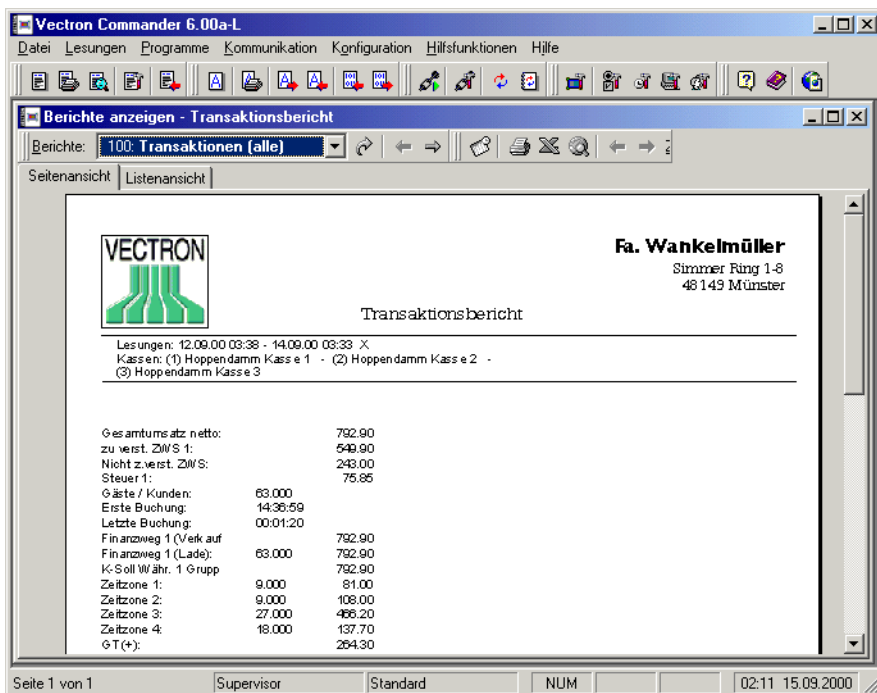 Vectron Commander 6.00a-L
Datei Lesungen Programme Kommunikation Konfiguration Hilfsfunktionen Hilfe
Berichte anzeigen - Transaktionsbericht
Berichte: 100: Transaktionen (alle)
Seitenansicht Listenansicht
VECTRON
Fa. Wankelmüller
Simmer Ring 1-8
48149 Münster
Transaktionsbericht
Lesungen: 12.09.00 03:38 - 14.09.00 03:33 X
Kassen: (1) Hoppendamm Kasse 1 - (2) Hoppendamm Kasse 2 -
(3) Hoppendamm Kasse 3
Gesamtumsatz netto: 792.90
zu verst. ZWS 1: 549.90
Nicht z.verst. ZWS: 243.00
Steuer 1: 75.85
Gäste / Kunden: 63.000
Erste Buchung: 14:36:59
Letzte Buchung: 00:01:20
Finanzweg 1 (Verkauf 792.90
Finanzweg 1 (Lade): 63.000 792.90
K-Soll Währ. 1 Grupp 792.90
Zeitzone 1: 9.000 81.00
Zeitzone 2: 9.000 108.00
Zeitzone 3: 27.000 466.20
Zeitzone 4: 18.000 137.70
GT(+): 264.30
Seite 1 von 1 Supervisor Standard NUM 02:11 15.09.2000